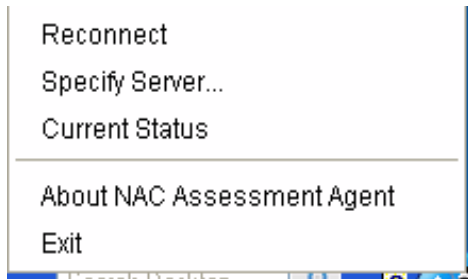 Reconnect
Specify Server...
Current Status
About NAC Assessment Agent
Exit